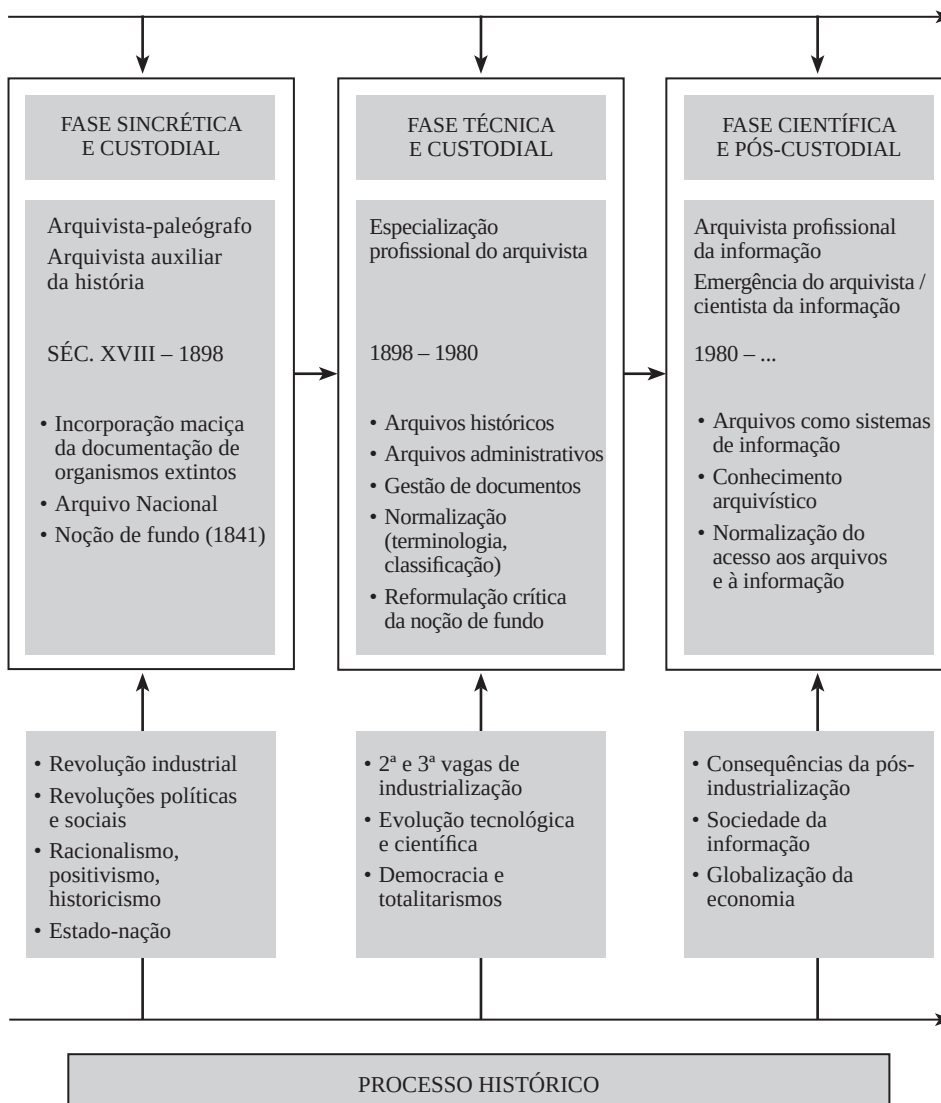 FASE SINCRÉTICA
E CUSTODIAL
Arquivista-paleógrafo
Arquivista auxiliar
da história
SÉC. XVIII – 1898
• Incorporação maciça
da documentação de
organismos extintos
• Arquivo Nacional
• Noção de fundo (1841)
• Revolução industrial
• Revoluções políticas
e sociais
• Racionalismo,
positivismo,
historicismo
• Estado-nação
FASE TÉCNICA
E CUSTODIAL
Especialização
profissional do arquivista
1898 – 1980
• Arquivos históricos
• Arquivos administrativos
• Gestão de documentos
• Normalização
(terminologia,
classificação)
• Reformulação crítica
da noção de fundo
• 2ª e 3ª vagas de
industrialização
• Evolução tecnológica
e científica
• Democracia e
totalitarismos
FASE CIENTÍFICA
E PÓS-CUSTODIAL
Arquivista profissional
da informação
Emergência do arquivista /
cientista da informação
1980 – ...
• Arquivos como sistemas
de informação
• Conhecimento
arquivístico
• Normalização do
acesso aos arquivos
e à informação
• Consequências da pós-
industrialização
• Sociedade da
informação
• Globalização da
economia
PROCESSO HISTÓRICO